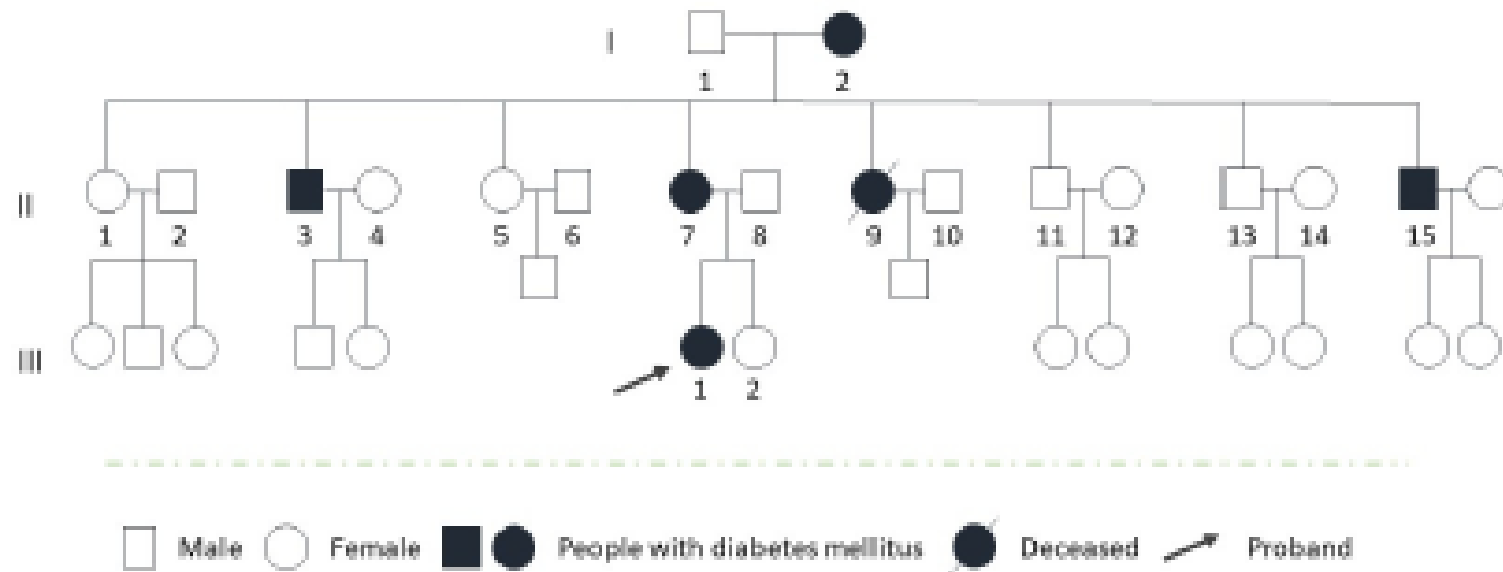 I
1 2
II
1 2 3 4 5 6 7 8 9 10 11 12 13 14 15
III
1 2
Male Female People with diabetes mellitus Deceased Proband